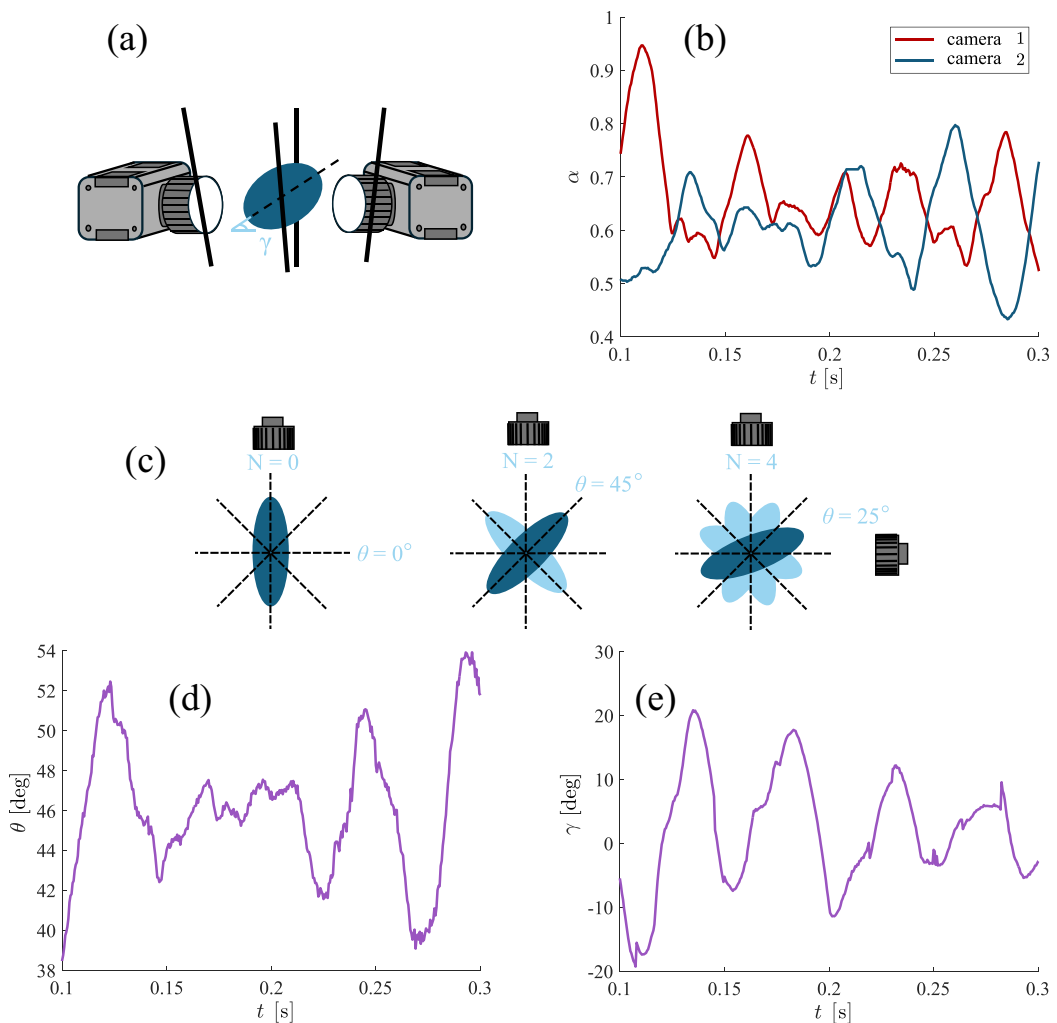 (a)
γ
(b)
camera 1
camera 2
1
0.9
0.8
0.7
0.6
0.5
0.4
α
0.1
0.15
0.2
0.25
0.3
t [s]
(c)
N = 0
θ = 0°
N = 2
θ = 45°
N = 4
θ = 25°
(d)
54
52
50
48
46
44
42
40
38
θ [deg]
0.1
0.15
0.2
0.25
0.3
t [s]
(e)
30
20
10
0
-10
-20
γ [deg]
0.1
0.15
0.2
0.25
0.3
t [s]